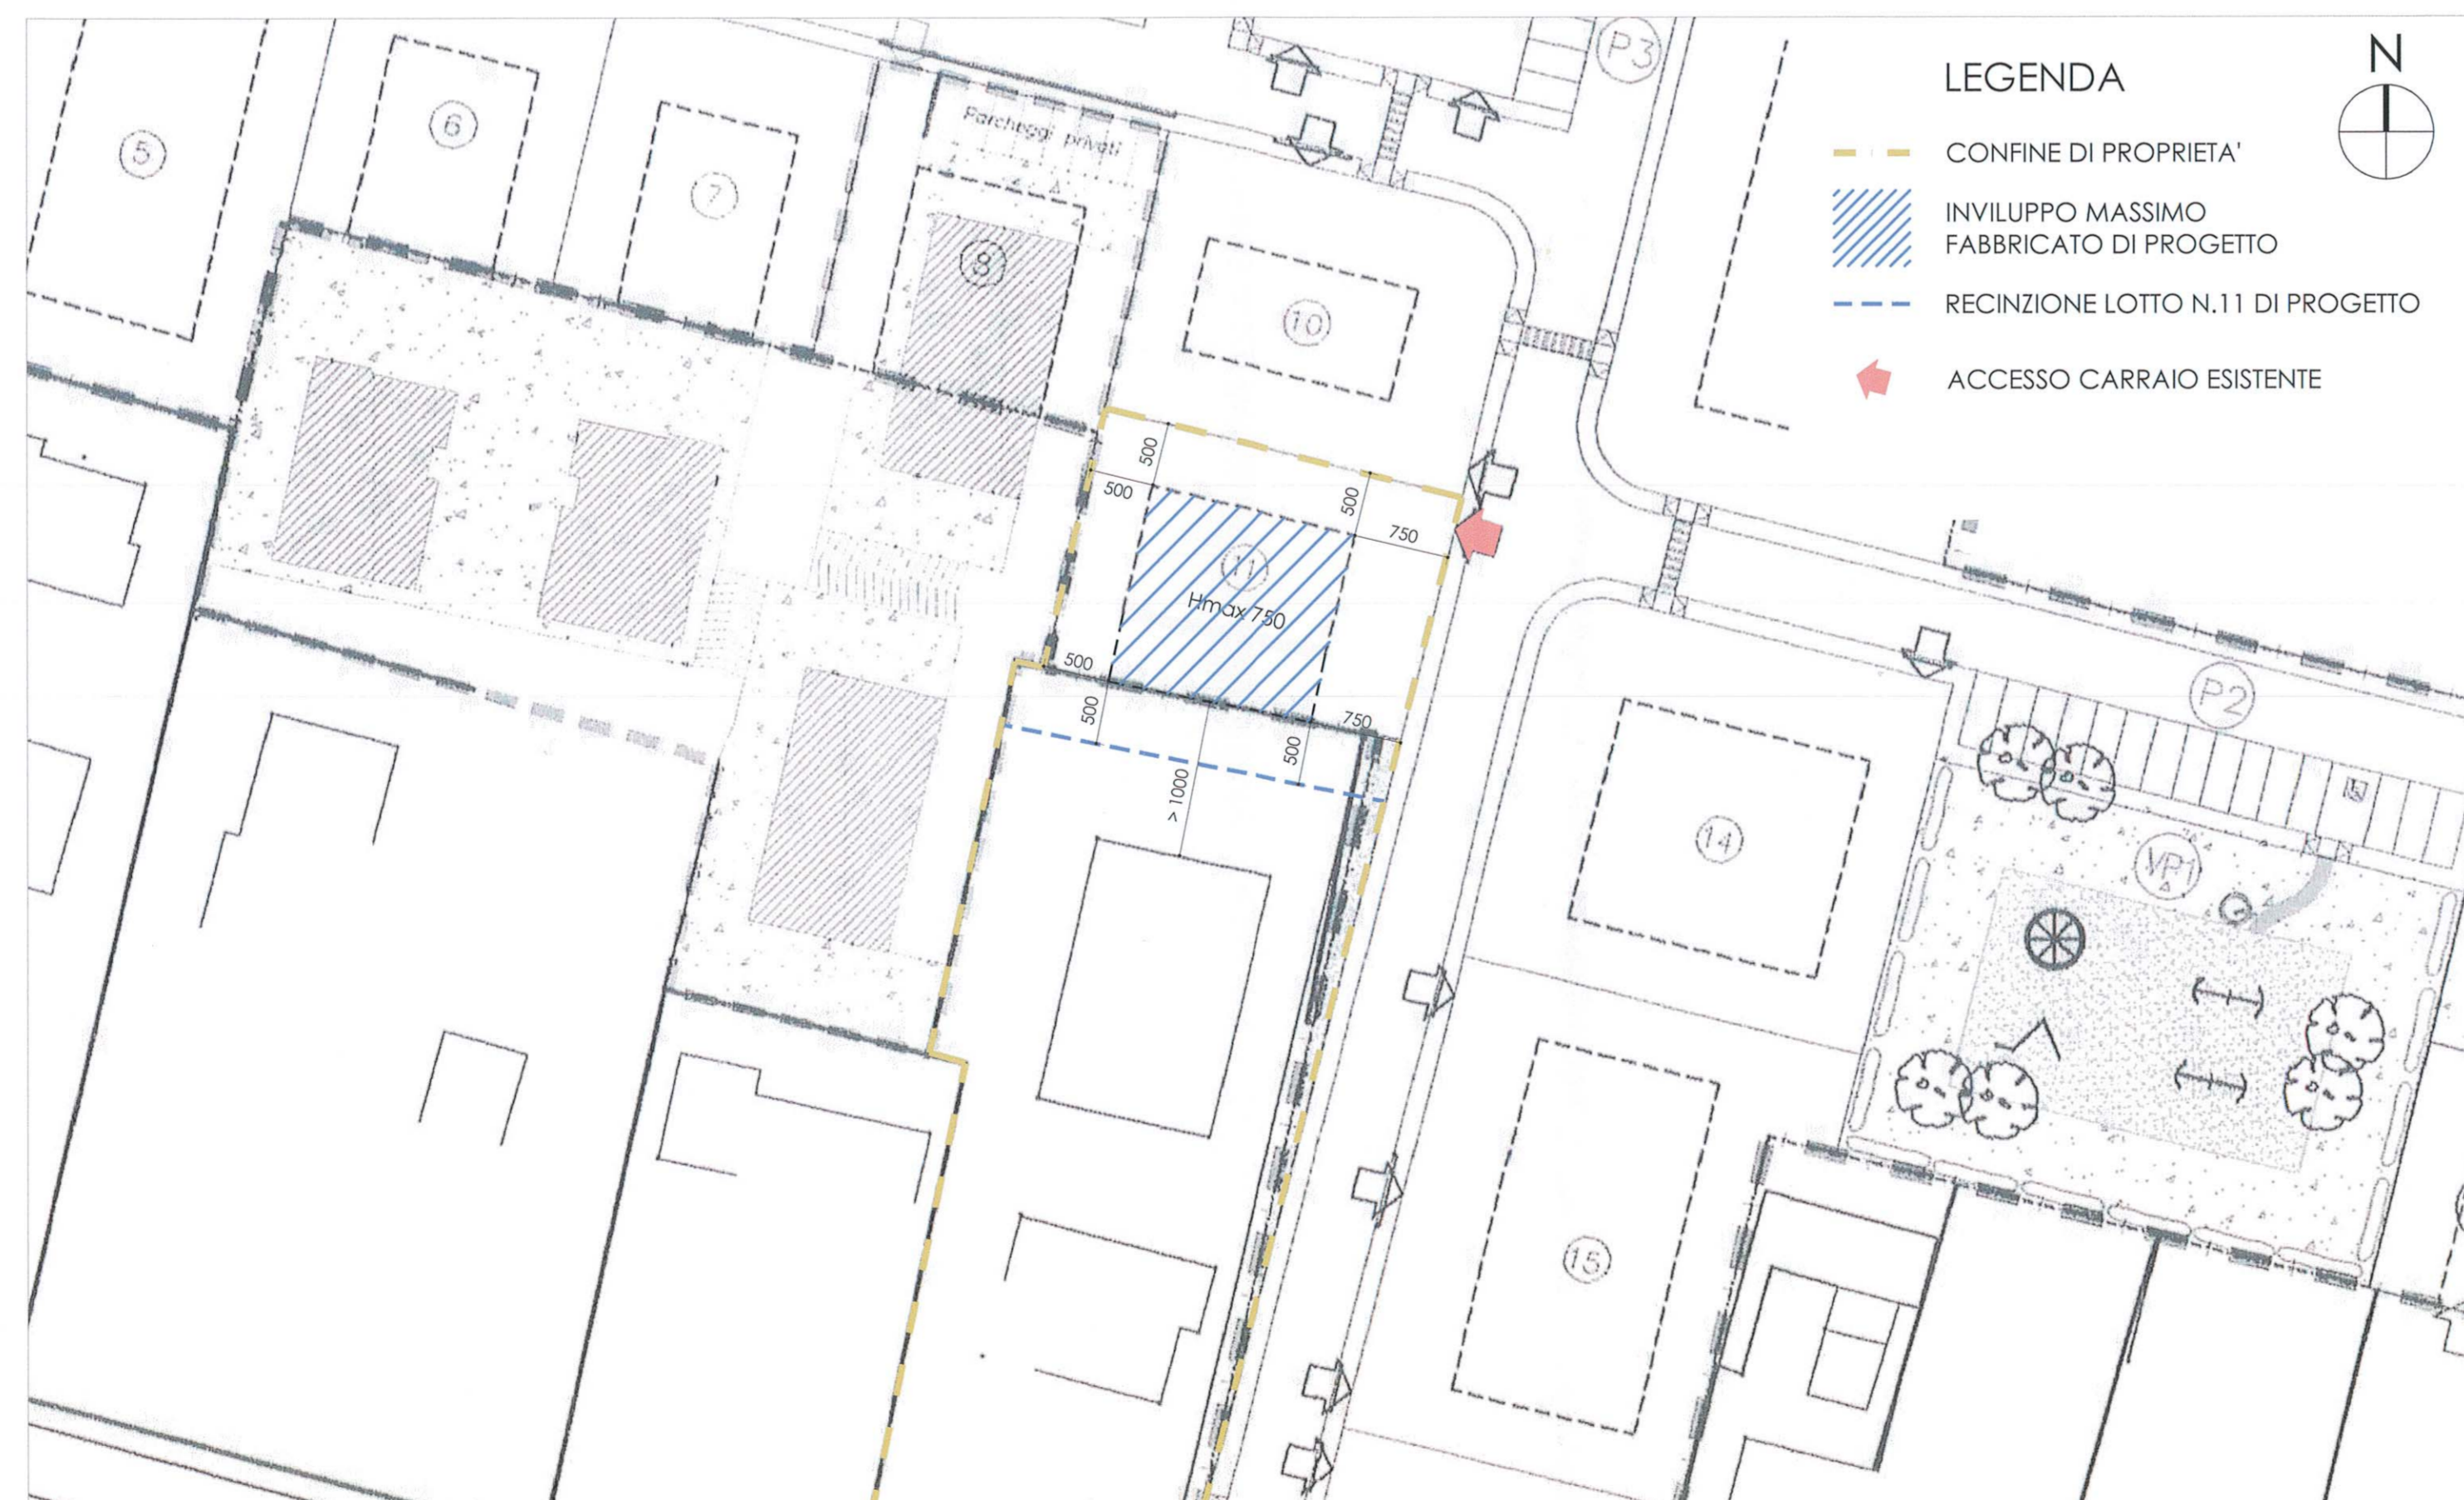 LEGENDA
N
CONFINE DI PROPRIETA'
INVILUPPO MASSIMO
FABBRICATO DI PROGETTO
RECINZIONE LOTTO N.11 DI PROGETTO
ACCESSO CARRAIO ESISTENTE
P3
5
6
7
Parcheggi privati
8
10
500
500
500
750
11
Hmax 750
500
500
750
500
> 1000
P2
14
VP1
15